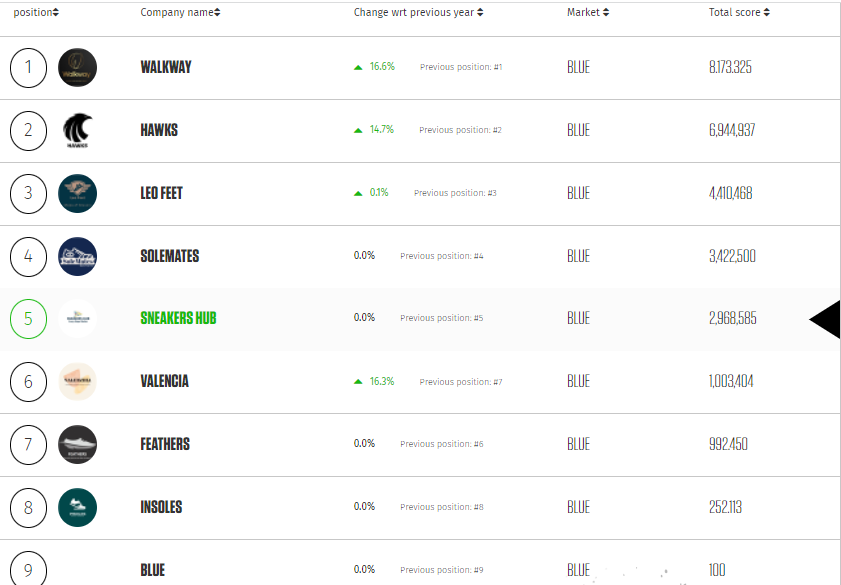 position Company name Change wrt previous year Market Total score
1 WALKWAY 16.6% Previous position: #1 BLUE 8.173.325
2 HAWKS HAWKS 14.7% Previous position: #2 BLUE 6,944,937
3 LEO FEET 0.1% Previous position: #3 BLUE 4,410,468
4 SOLEMATES 0.0% Previous position: #4 BLUE 3,422,500
5 SNEAKERS HUB 0.0% Previous position: #5 BLUE 2,968,585
6 VALENCIA 16.3% Previous position: #7 BLUE 1,003,404
7 FEATHERS FEATHERS 0.0% Previous position: #6 BLUE 992.450
8 INSOLES 0.0% Previous position: #8 BLUE 252.113
9 BLUE 0.0% Previous position: #9 BLUE 100